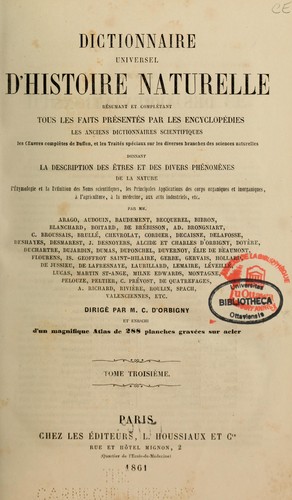 CE
DICTIONNAIRE
UNIVERSEL
D'HISTOIRE NATURELLE
RÉSUMANT ET COMPLÉTANT
TOUS LES FAITS PRÉSENTÉS PAR LES ENCYCLOPÉDIES
LES ANCIENS DICTIONNAIRES SCIENTIFIQUES
les Œuvres complètes de Buffon, et les Traités spéciaux sur les diverses branches des sciences naturelles
DONNANT
LA DESCRIPTION DES ÊTRES ET DES DIVERS PHÉNOMÈNES
DE LA NATURE
l'Étymologie et la Définition des Noms scientifiques, les Principales Applications des corps organiques et inorganiques,
à l'agriculture, à la médecine, aux arts industriels, etc.
PAR MM.
ARAGO, AUDOUIN, BAUDEMENT, BECQUEREL, BIBRON,
BLANCHARD, BOITARD, DE BRÉBISSON, AD. BRONGNIART,
C. BROUSSAIS, BRULLÉ, CHEVROLAT, CORDIER, DECAISNE, DELAFOSSE,
DESHAYES, DESMAREST, J. DESNOYERS, ALCIDE ET CHARLES D'ORBIGNY, DOYÈRE,
DUCHARTRE, DUJARDIN, DUMAS, DUPONCHEL, DUVERNOY, ÉLIE DE BEAUMONT,
FLOURENS, IS. GEOFFROY SAINT-HILAIRE, GERBE, GERVAIS, HOLLARD,
DE JUSSIEU, DE LAFRESNAYE, LAURILLARD, LEMAIRE, LÉVEILLÉ,
LUCAS, MARTIN ST-ANGE, MILNE EDWARDS, MONTAGNE,
PELOUZE, PELTIER, C. PRÉVOST, DE QUATREFAGES,
A. RICHARD, RIVIÈRE, ROULIN, SPACH,
VALENCIENNES, ETC.
DIRIGÉ PAR M. C. D'ORBIGNY
ET ENRICHI
d'un magnifique Atlas de 288 planches gravées sur acier
TOME TROISIÈME.
PARIS
CHEZ LES ÉDITEURS, L. HOUSSIAUX ET Cie
RUE ET HÔTEL MIGNON, 2
(Quartier de l'École-de-Médecine)
1861
Universitas
BIBLIOTHECA
Ottaviensis